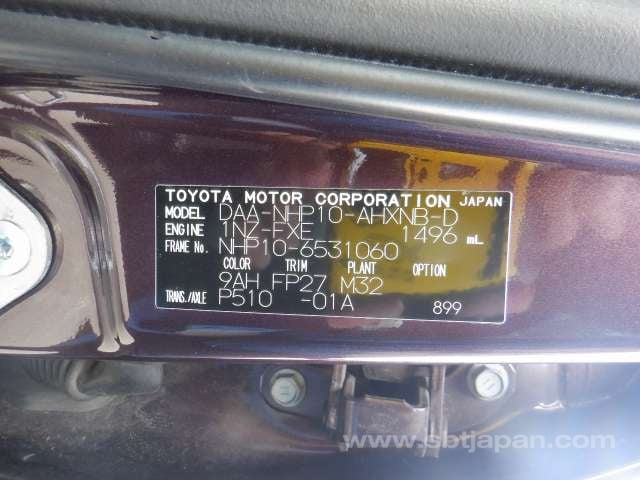 TOYOTA MOTOR CORPORATION JAPAN
MODEL DAA-NHP10-AHXNB-D
ENGINE 1NZ-FXE 1496 mL
FRAME No. NHP10-6531060
COLOR TRIM PLANT OPTION
9AH FP27 M32
TRANS./AXLE P510 -01A 899
www.sbtjapan.com